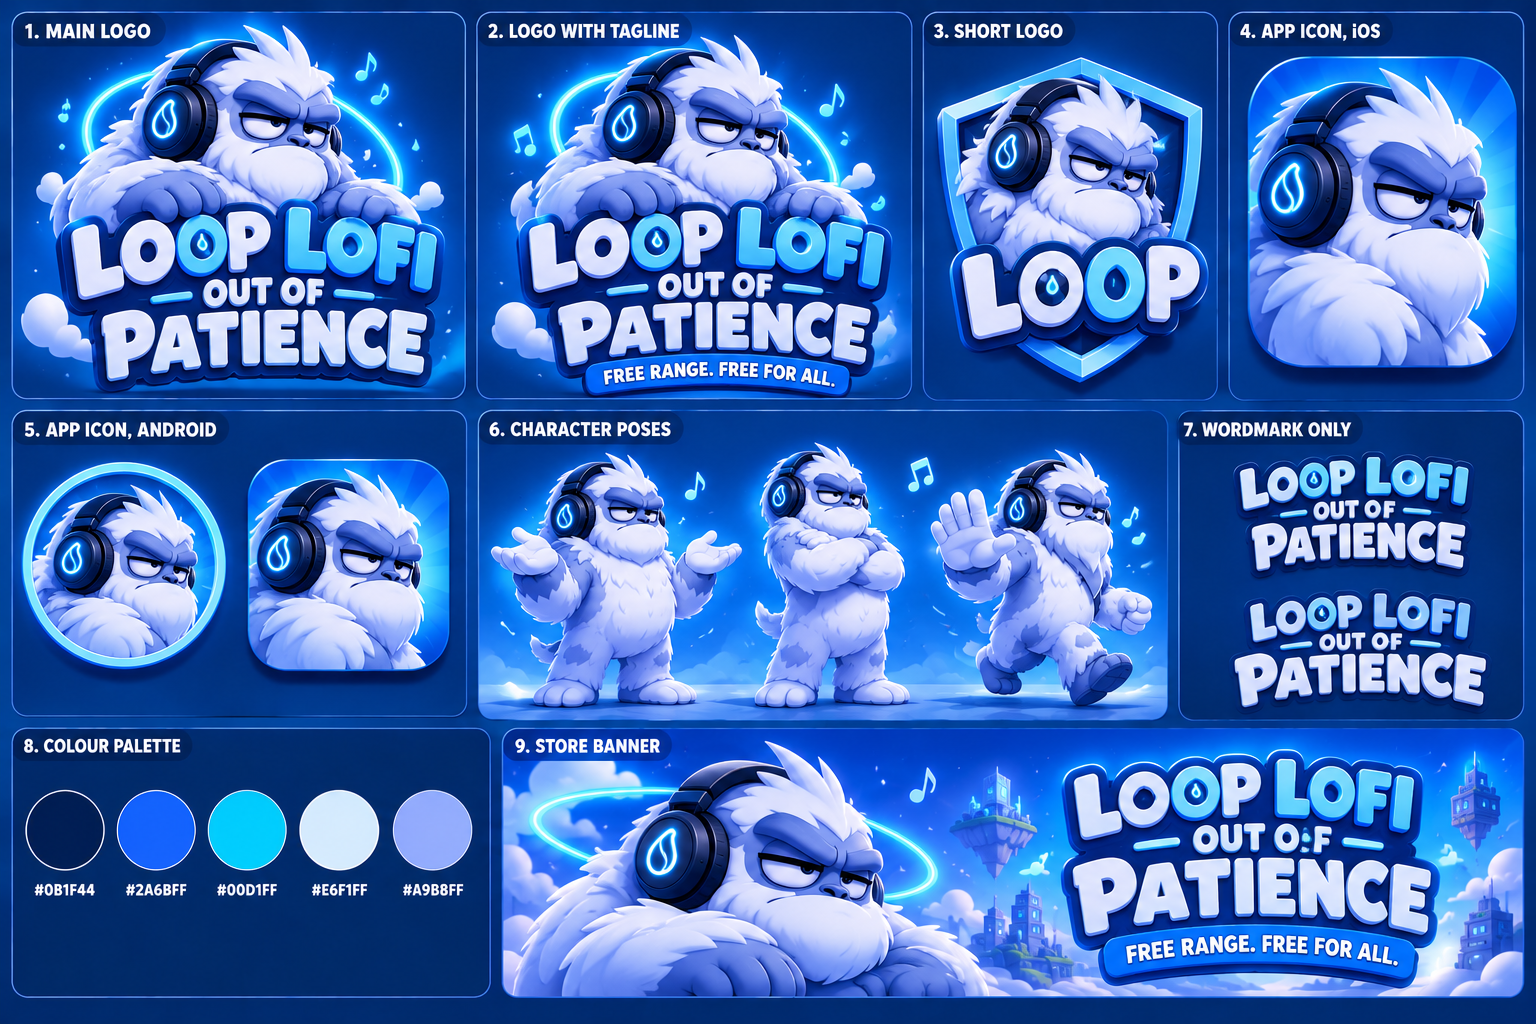 1. MAIN LOGO
LOOP LOFI
OUT OF
PATIENCE
2. LOGO WITH TAGLINE
LOOP LOFI
OUT OF
PATIENCE
FREE RANGE. FREE FOR ALL.
3. SHORT LOGO
LOOP
4. APP ICON, iOS
5. APP ICON, ANDROID
6. CHARACTER POSES
7. WORDMARK ONLY
LOOP LOFI
OUT OF
PATIENCE
LOOP LOFI
OUT OF
PATIENCE
8. COLOUR PALETTE
#0B1F44
#2A6BFF
#00D1FF
#E6F1FF
#A9B8FF
9. STORE BANNER
LOOP LOFI
OUT OF
PATIENCE
FREE RANGE. FREE FOR ALL.